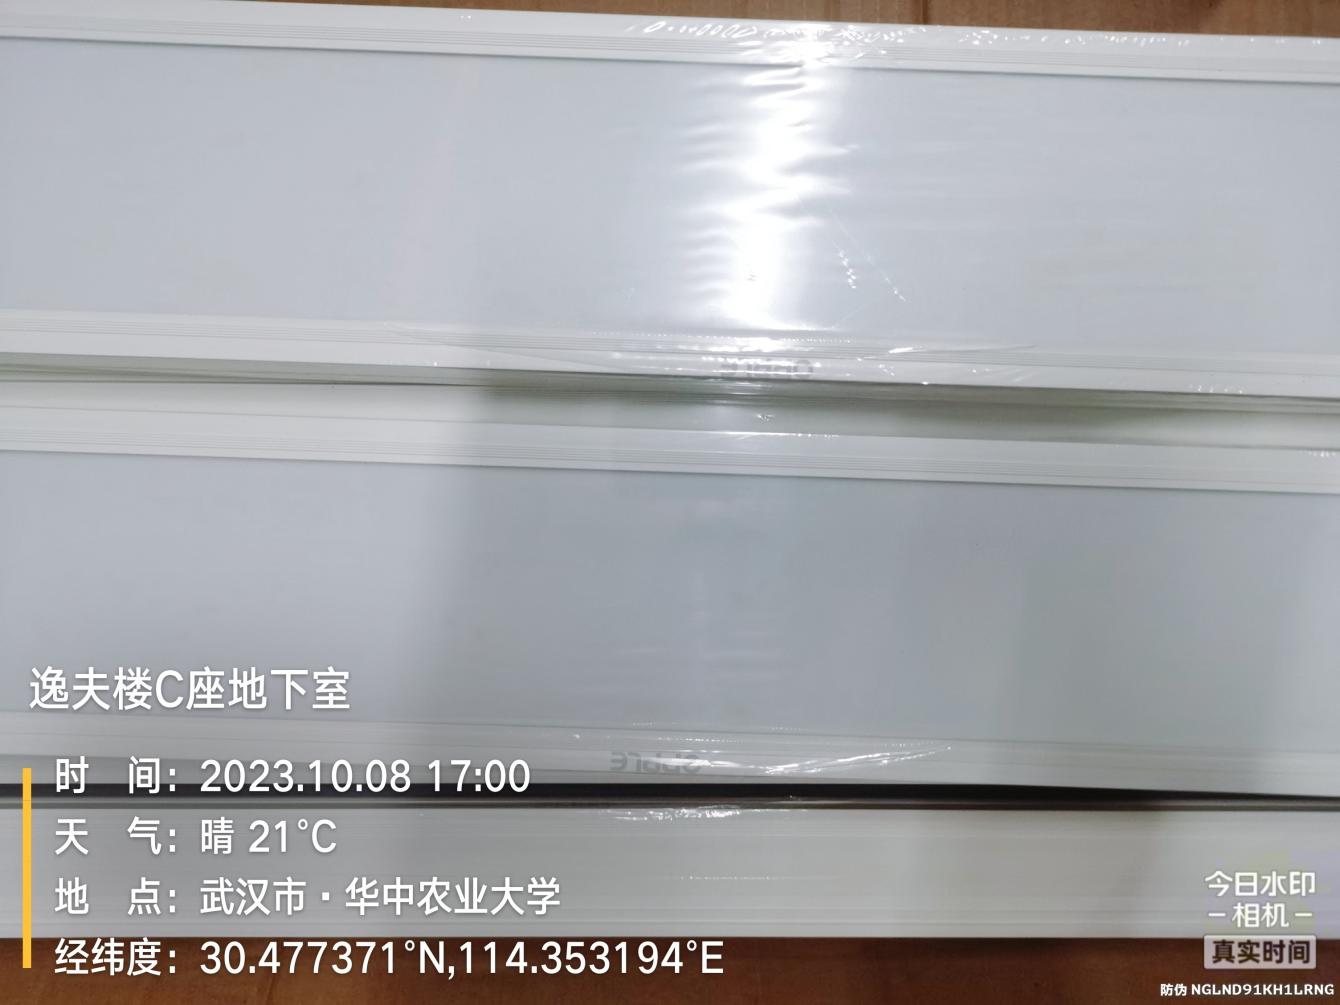 逸夫楼C座地下室
时 间：2023.10.08 17:00
天 气：晴 21°C
地 点：武汉市·华中农业大学
经纬度：30.477371°N,114.353194°E
今日水印
-相机-
真实时间
防伪 NGLND91KH1LRNG